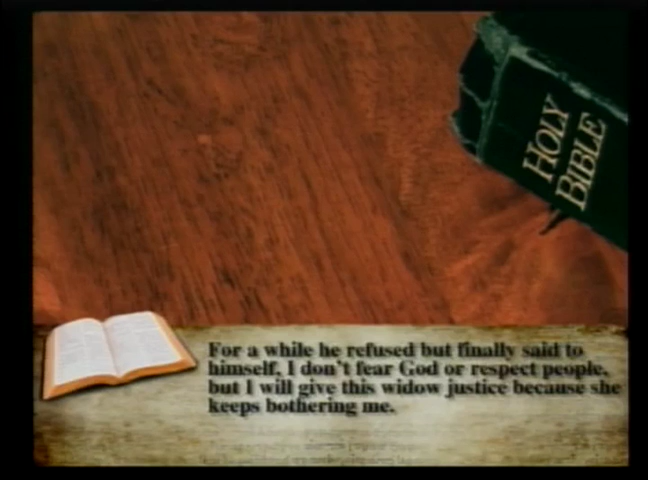 HOLY
BIBLE
For a while he refused but finally said to
himself, I don't fear God or respect people,
but I will give this widow justice because she
keeps bothering me.